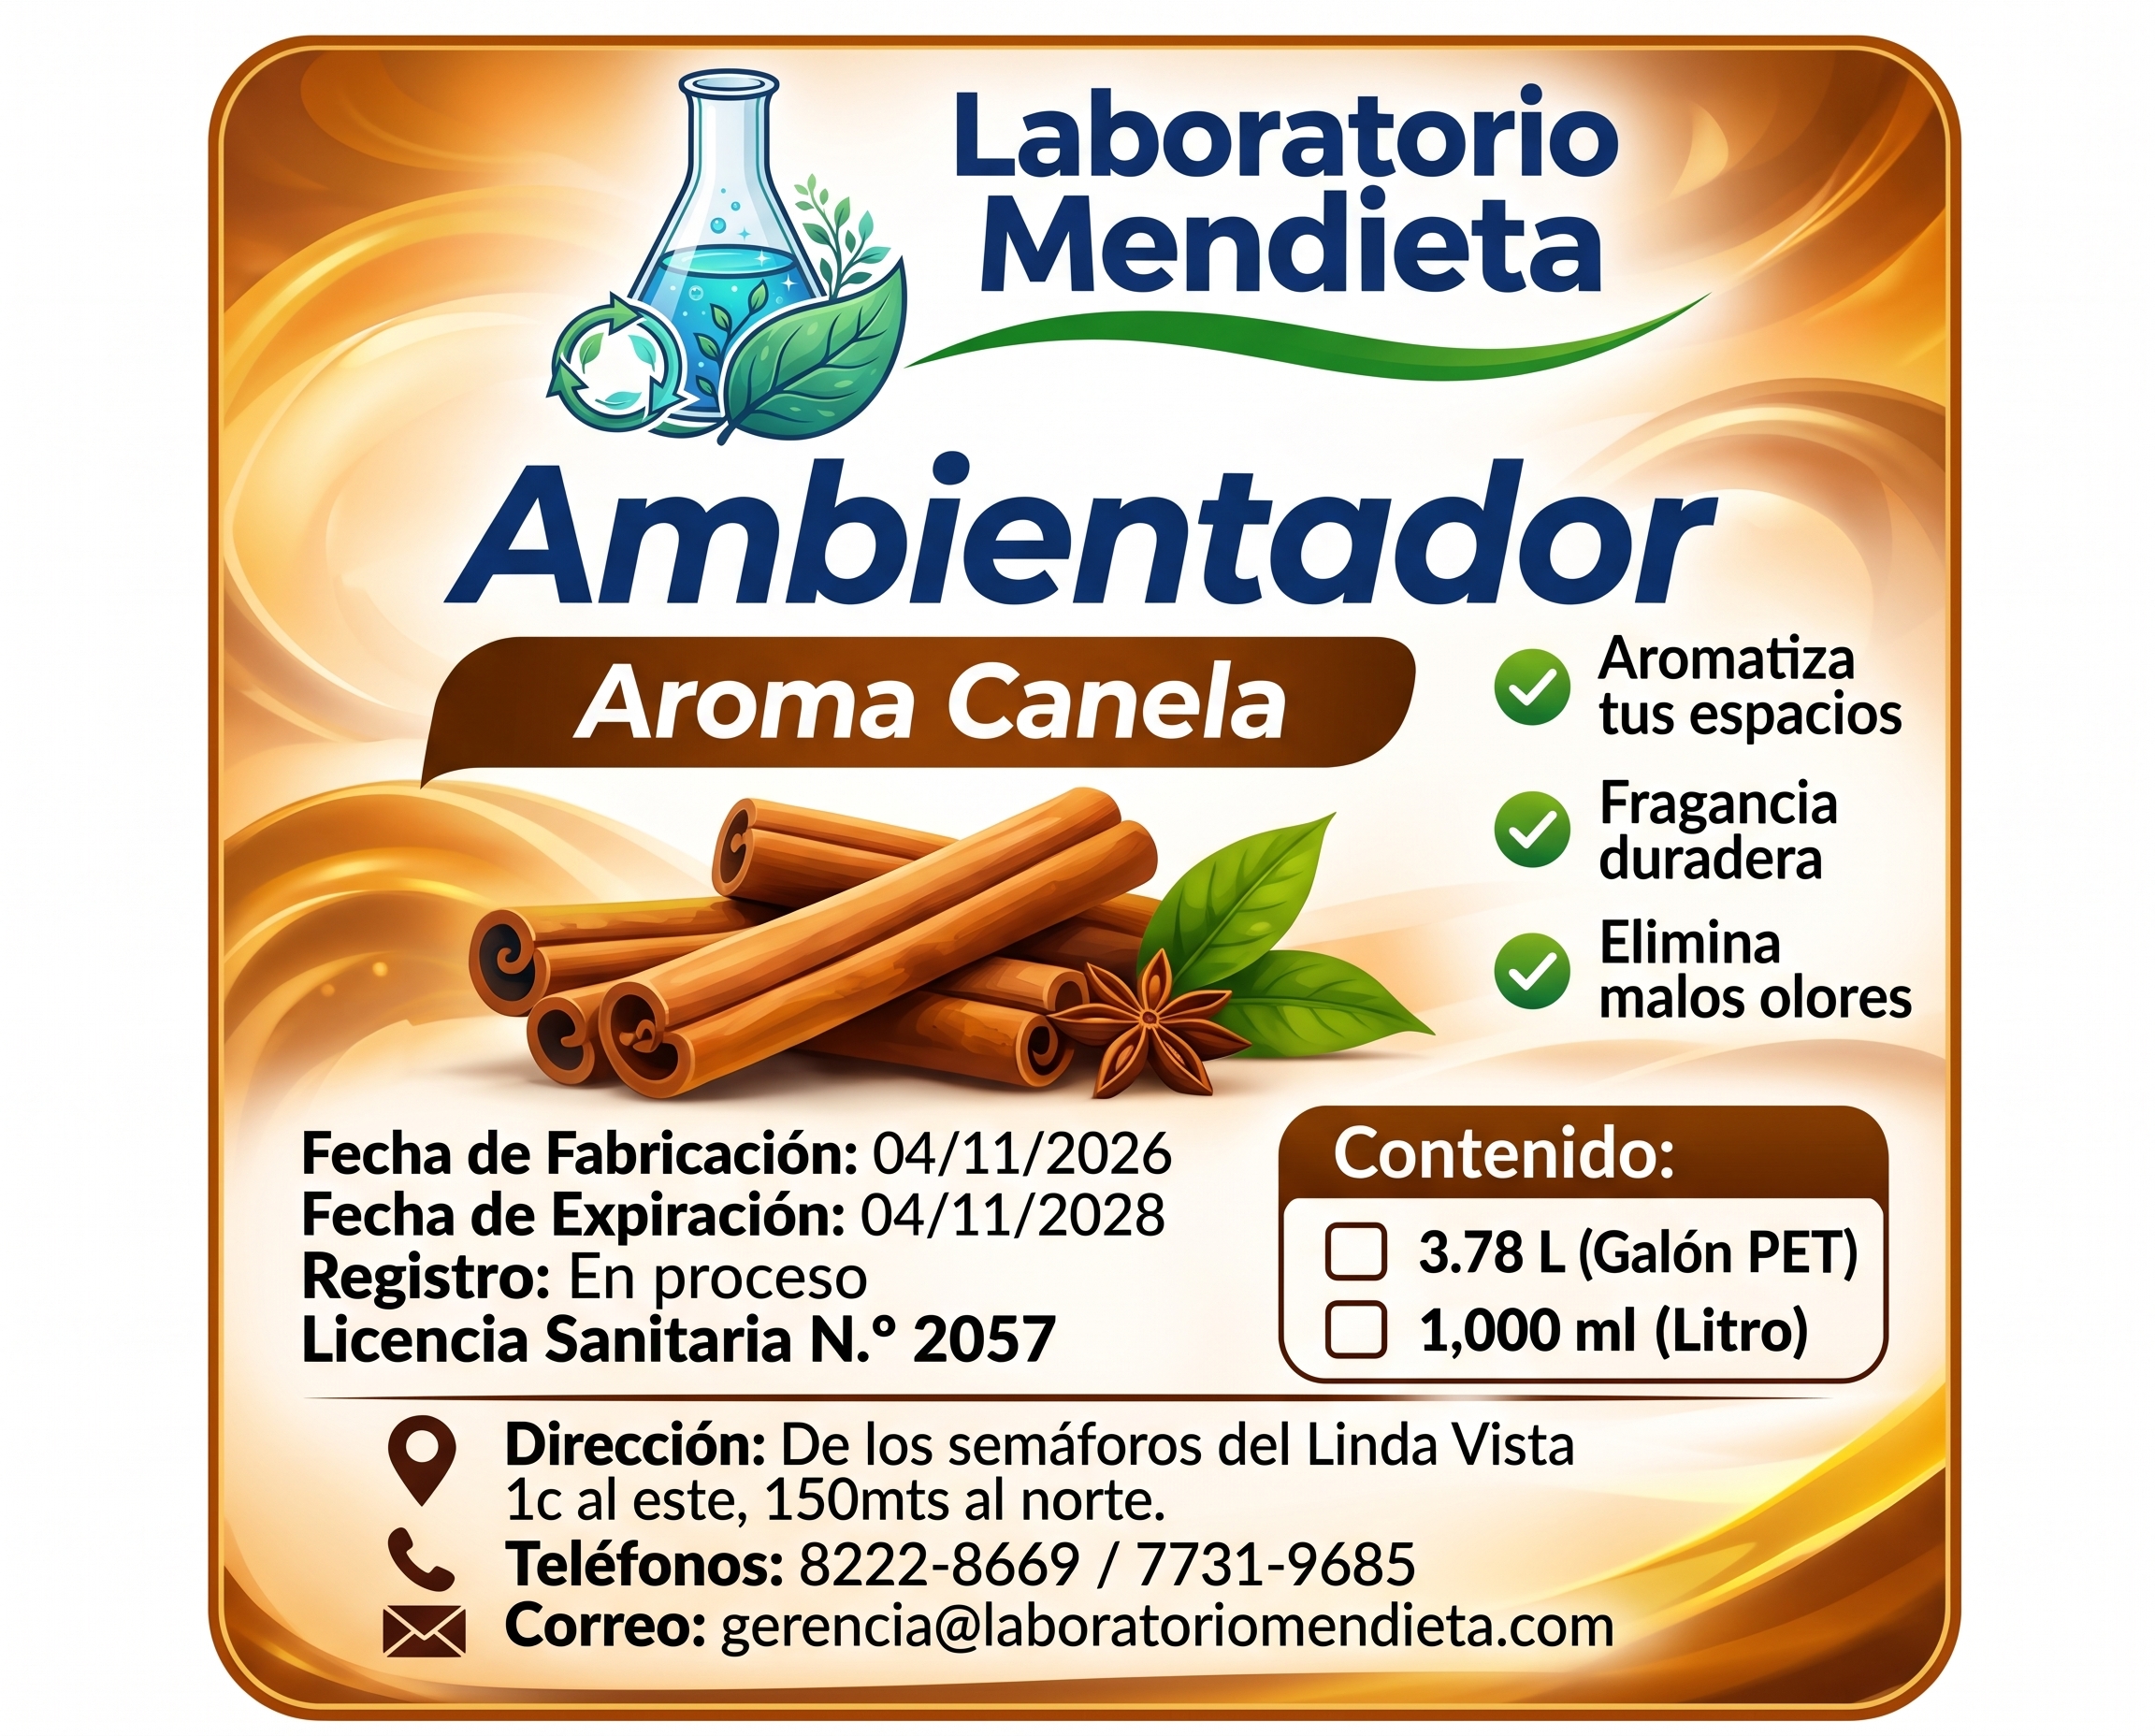 Laboratorio
Mendieta
Ambientador
Aroma Canela
Aromatiza
tus espacios
Fragancia
duradera
Elimina
malos olores
Fecha de Fabricación: 04/11/2026
Fecha de Expiración: 04/11/2028
Registro: En proceso
Licencia Sanitaria N.° 2057
Contenido:
3.78 L (Galón PET)
1,000 ml (Litro)
Dirección: De los semáforos del Linda Vista
1c al este, 150mts al norte.
Teléfonos: 8222-8669 / 7731-9685
Correo: gerencia@laboratoriomendieta.com